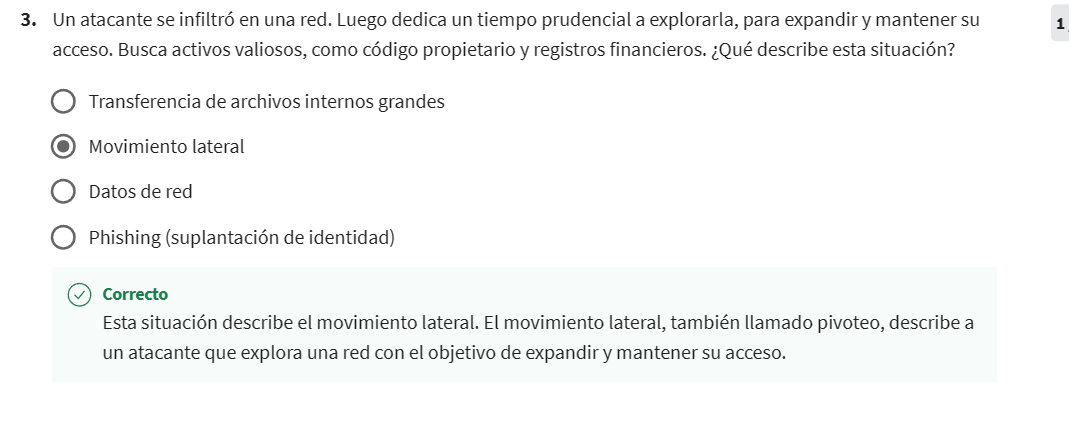 3. Un atacante se infiltró en una red. Luego dedica un tiempo prudencial a explorarla, para expandir y mantener su
acceso. Busca activos valiosos, como código propietario y registros financieros. ¿Qué describe esta situación?
1
Transferencia de archivos internos grandes
Movimiento lateral
Datos de red
Phishing (suplantación de identidad)
Correcto
Esta situación describe el movimiento lateral. El movimiento lateral, también llamado pivoteo, describe a
un atacante que explora una red con el objetivo de expandir y mantener su acceso.